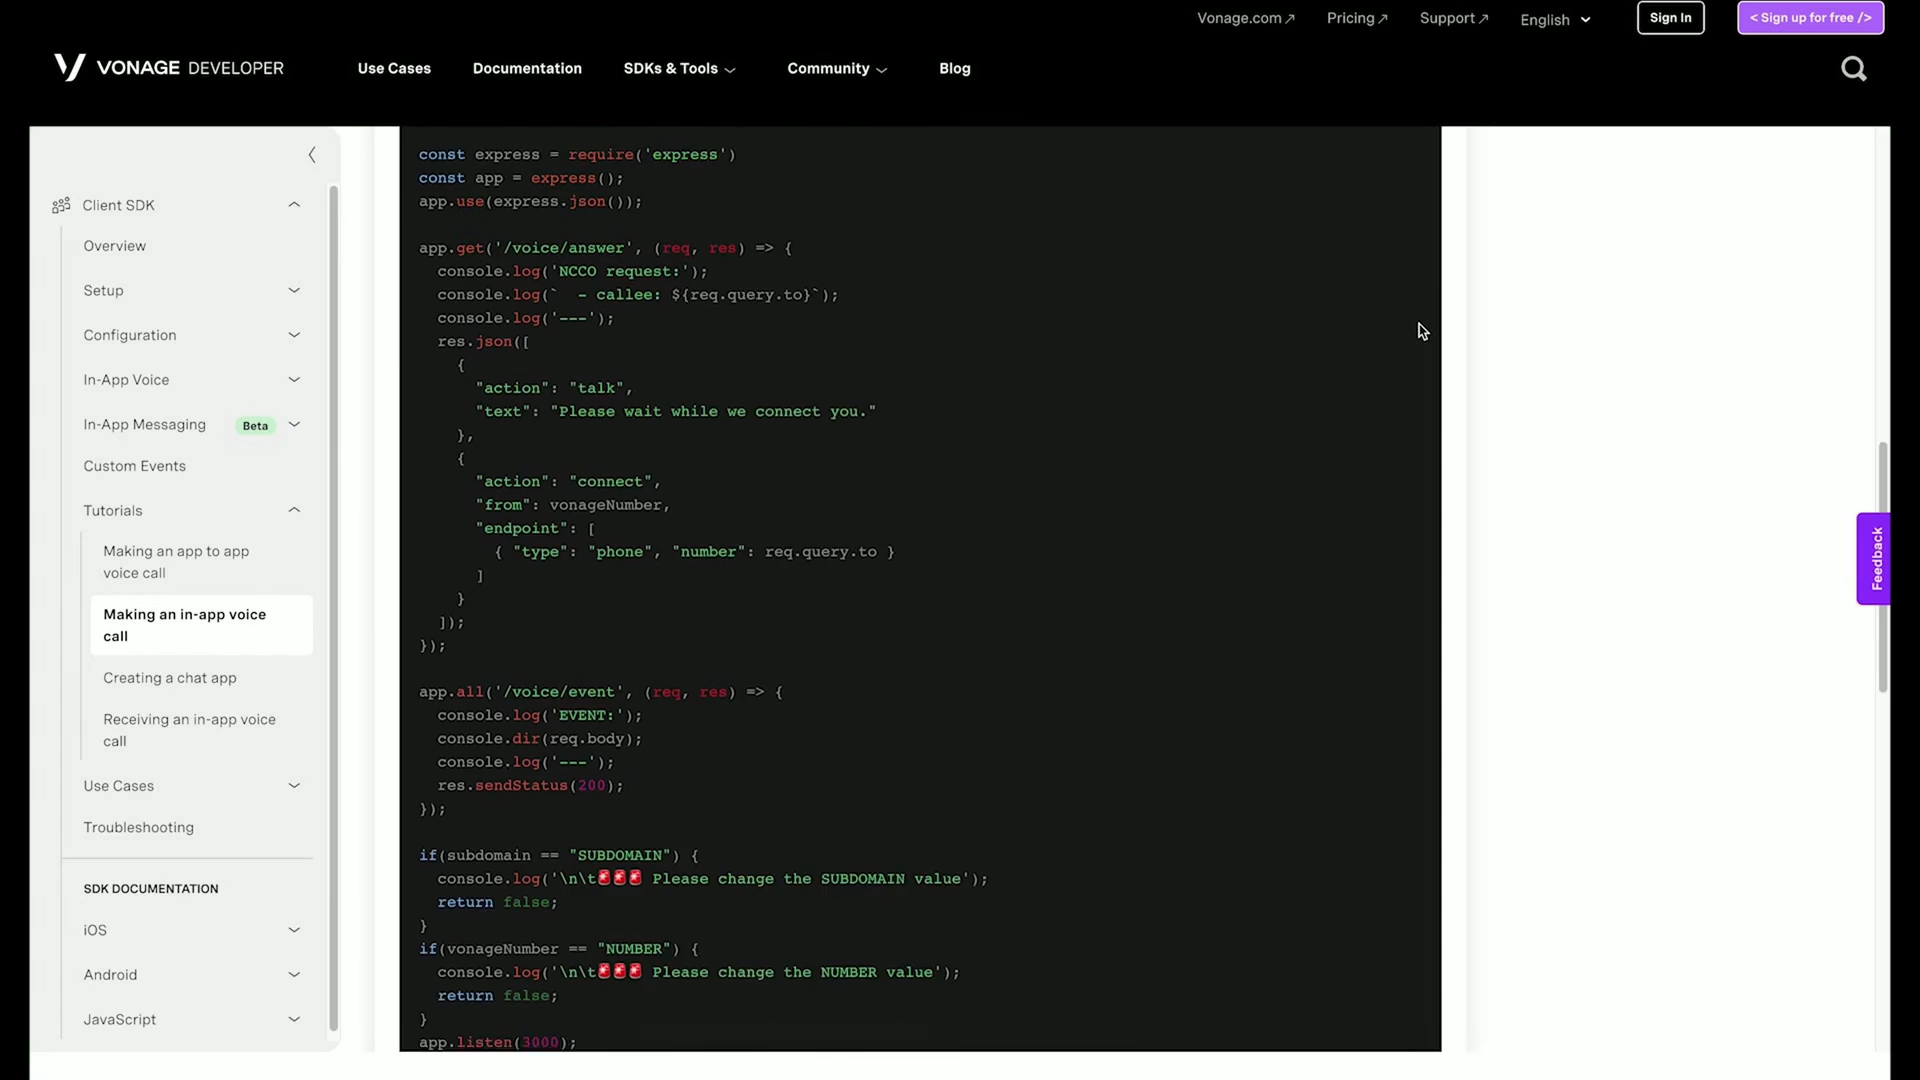 Vonage.com↗ Pricing↗ Support↗ English Sign In < Sign up for free />
VONAGE DEVELOPER Use Cases Documentation SDKs & Tools Community Blog
Client SDK
Overview
Setup
Configuration
In-App Voice
In-App Messaging Beta
Custom Events
Tutorials
Making an app to app
voice call
Making an in-app voice
call
Creating a chat app
Receiving an in-app voice
call
Use Cases
Troubleshooting
SDK DOCUMENTATION
iOS
Android
JavaScript
const express = require('express')
const app = express();
app.use(express.json());
app.get('/voice/answer', (req, res) => {
console.log('NCCO request:');
console.log(`  - callee: ${req.query.to}`);
console.log('---');
res.json([
{
"action": "talk",
"text": "Please wait while we connect you."
},
{
"action": "connect",
"from": vonageNumber,
"endpoint": [
{ "type": "phone", "number": req.query.to }
]
}
]);
});
app.all('/voice/event', (req, res) => {
console.log('EVENT:');
console.dir(req.body);
console.log('---');
res.sendStatus(200);
});
if(subdomain == "SUBDOMAIN") {
console.log('\n\t🚨🚨🚨 Please change the SUBDOMAIN value');
return false;
}
if(vonageNumber == "NUMBER") {
console.log('\n\t🚨🚨🚨 Please change the NUMBER value');
return false;
}
app.listen(3000);
Feedback